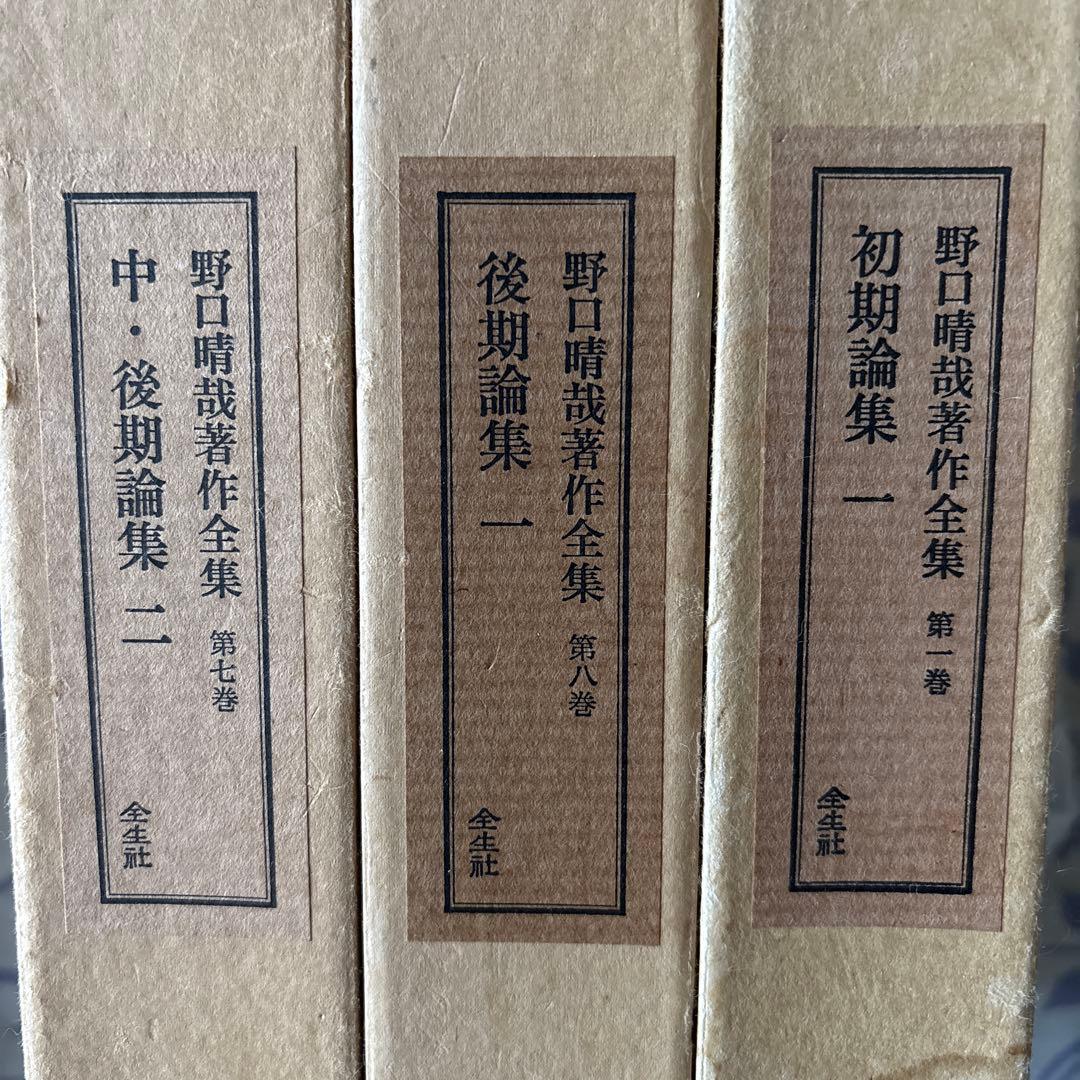 野口晴哉著作全集 第一巻
初期論集 一
全生社
野口晴哉著作全集 第八巻
後期論集 一
全生社
野口晴哉著作全集 第七巻
中・後期論集 二
全生社